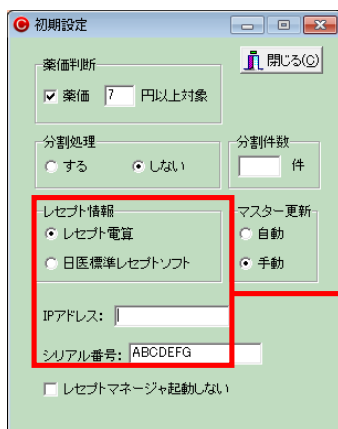 初期設定
閉じる(C)
薬価判断
薬価 7 円以上対象
分割処理
する しない
分割件数
件
レセプト情報
レセプト電算
日医標準レセプトソフト
マスター更新
自動
手動
IPアドレス:
シリアル番号: ABCDEFG
レセプトマネージャ起動しない